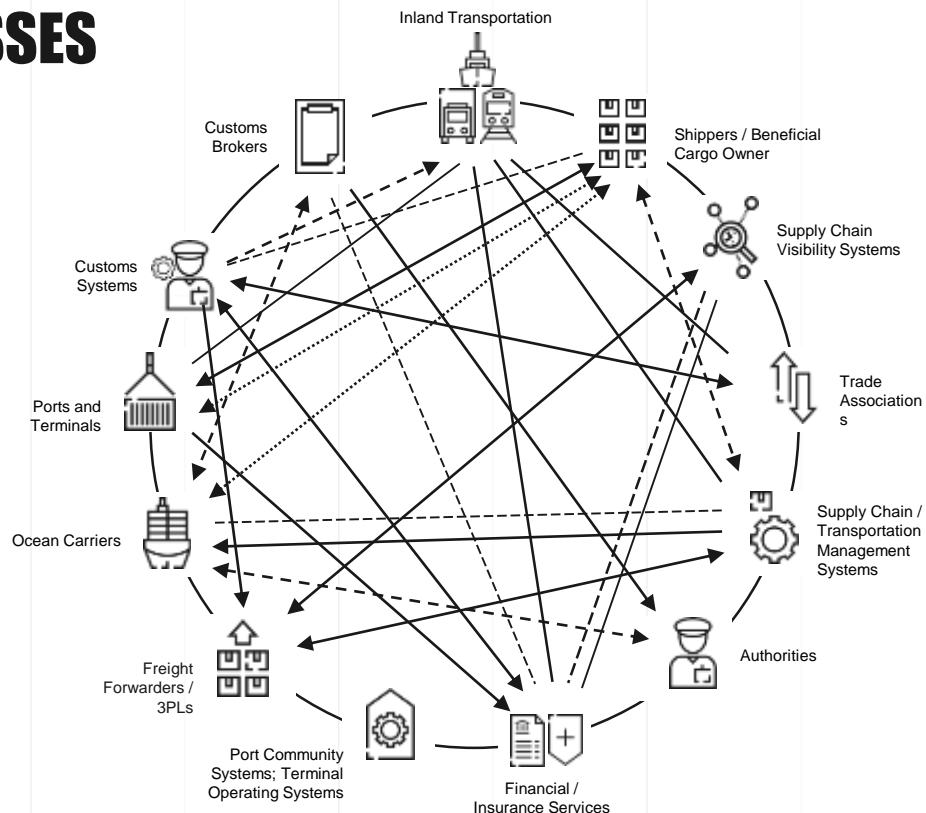 SSES
Inland Transportation
Customs
Brokers
Shippers / Beneficial
Cargo Owner
Supply Chain
Visibility Systems
Customs
Systems
Trade
Association
s
Ports and
Terminals
Supply Chain /
Transportation
Management
Systems
Ocean Carriers
Authorities
Freight
Forwarders /
3PLs
Port Community
Systems; Terminal
Operating Systems
Financial /
Insurance Services